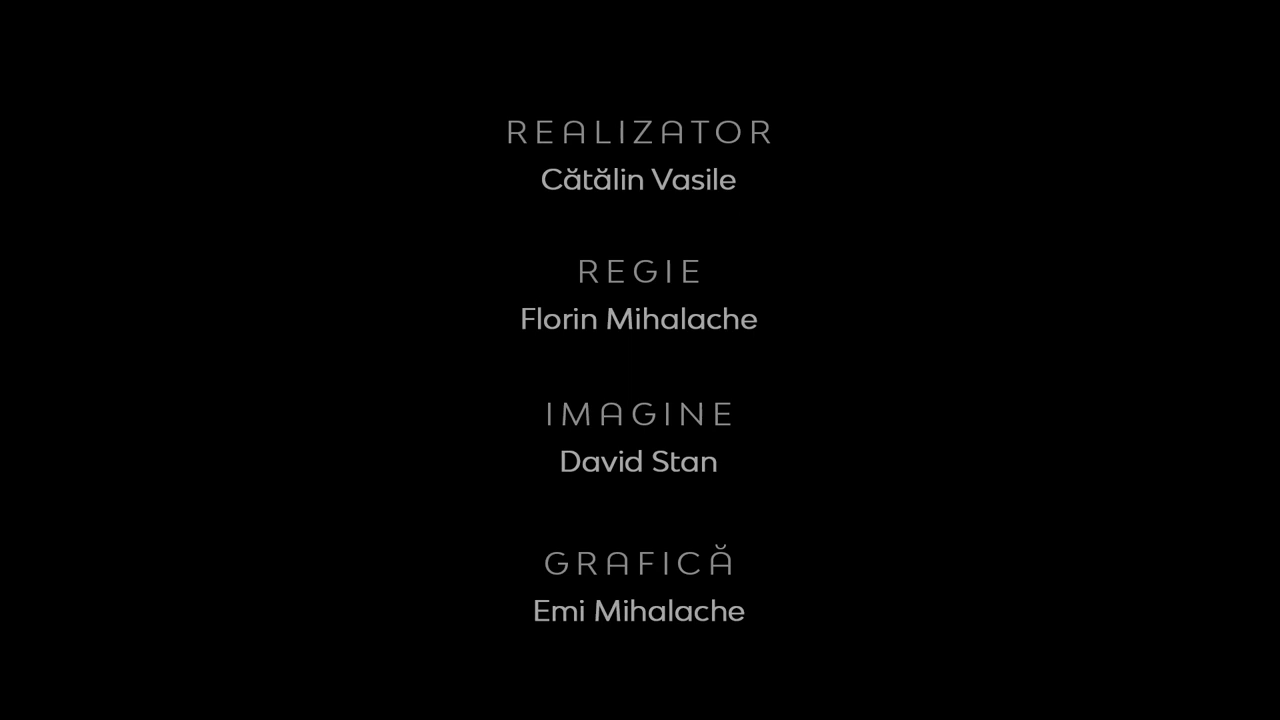 REALIZATOR
Cătălin Vasile
REGIE
Florin Mihalache
IMAGINE
David Stan
GRAFICĂ
Emi Mihalache